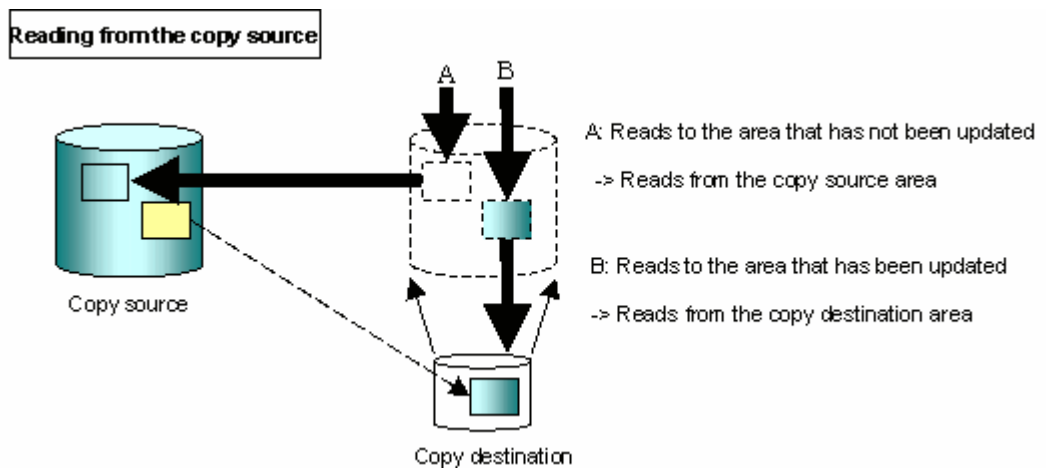 Reading from the copy source
A
B
A: Reads to the area that has not been updated
-> Reads from the copy source area
B: Reads to the area that has been updated
-> Reads from the copy destination area
Copy source
Copy destination